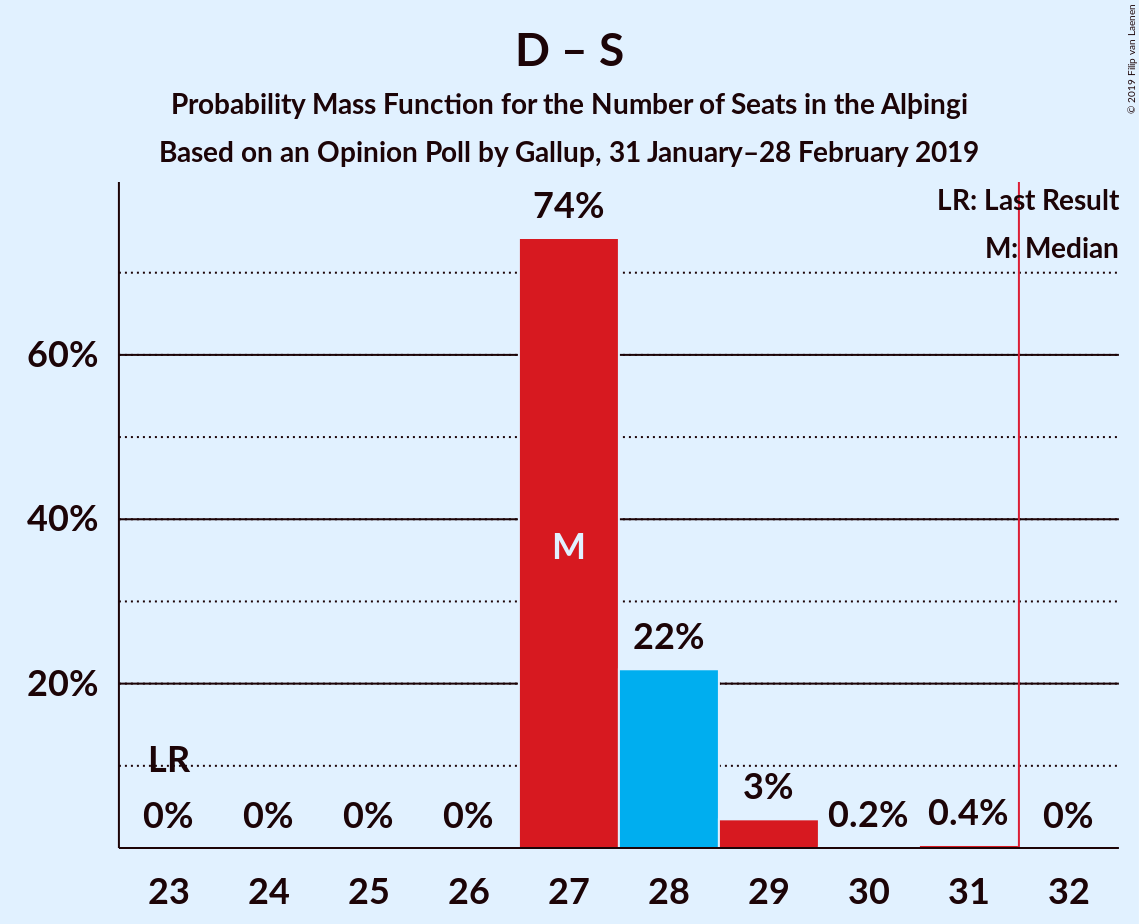 D – S
Probability Mass Function for the Number of Seats in the Alþingi
Based on an Opinion Poll by Gallup, 31 January–28 February 2019
© 2019 Filip van Laenen
LR: Last Result
M: Median
74%
60%
40%
M
22%
20%
LR
3%
0% 0% 0% 0% 0.2% 0.4% 0%
23 24 25 26 27 28 29 30 31 32